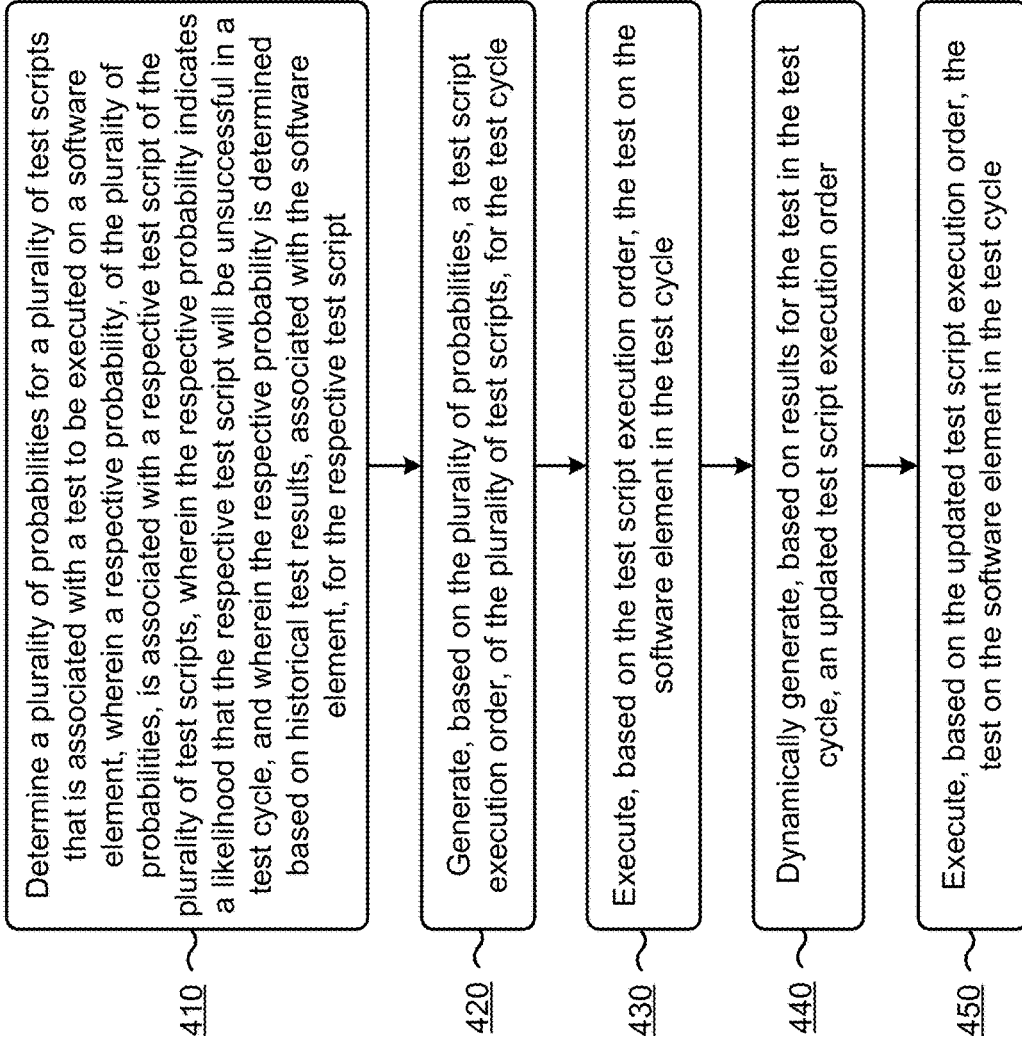 Determine a plurality of probabilities for a plurality of test scripts
that is associated with a test to be executed on a software
element, wherein a respective probability, of the plurality of
probabilities, is associated with a respective test script of the
plurality of test scripts, wherein the respective probability indicates
a likelihood that the respective test script will be unsuccessful in a
test cycle, and wherein the respective probability is determined
based on historical test results, associated with the software
element, for the respective test script
410
Generate, based on the plurality of probabilities, a test script
execution order, of the plurality of test scripts, for the test cycle
420
Execute, based on the test script execution order, the test on the
software element in the test cycle
430
Dynamically generate, based on results for the test in the test
cycle, an updated test script execution order
440
Execute, based on the updated test script execution order, the
test on the software element in the test cycle
450